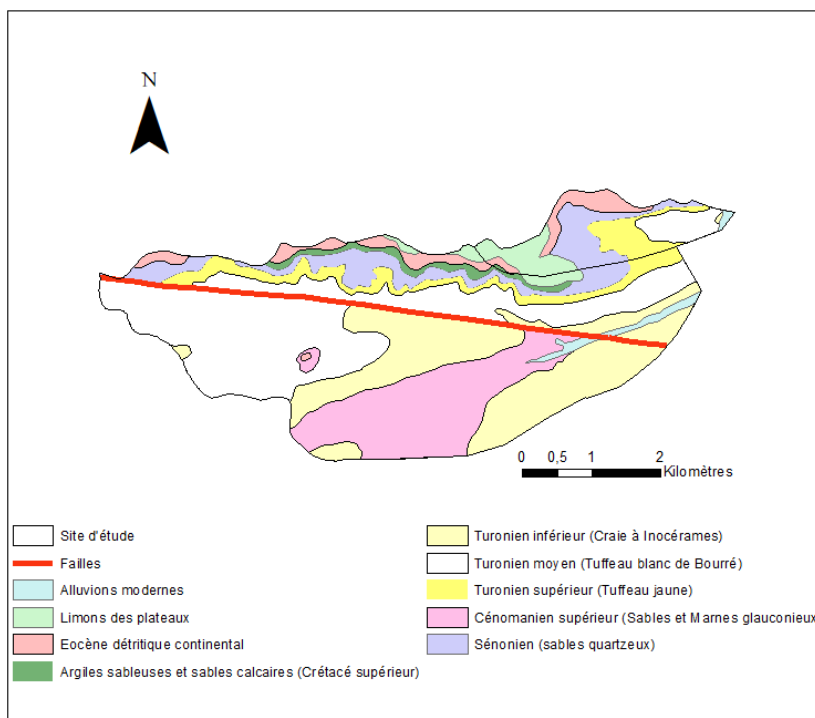 N
0 0,5 1 2
Kilomètres
Site d'étude
Failles
Alluvions modernes
Limons des plateaux
Eocène détritique continental
Argiles sableuses et sables calcaires (Crétacé supérieur)
Turonien inférieur (Craie à Inocérames)
Turonien moyen (Tuffeau blanc de Bourré)
Turonien supérieur (Tuffeau jaune)
Cénomanien supérieur (Sables et Marnes glauconieux
Sénonien (sables quartzeux)